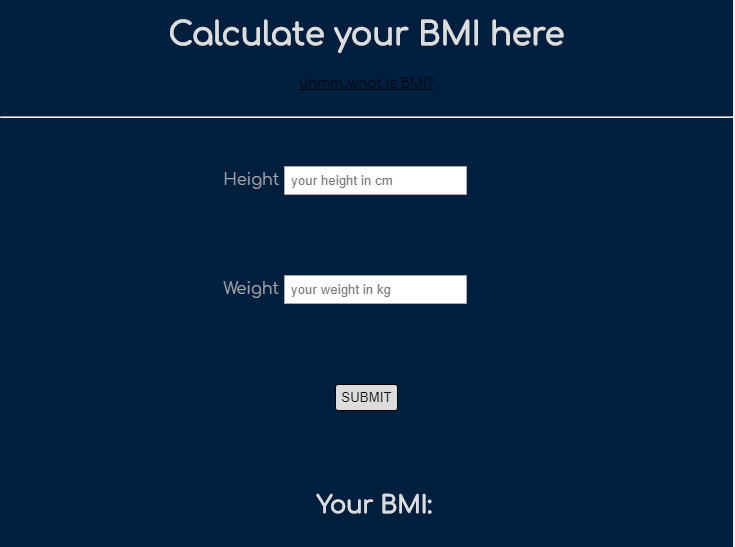 Calculate your BMI here
uhmm..what is BMI?
Height your height in cm
Weight your weight in kg
SUBMIT
Your BMI: